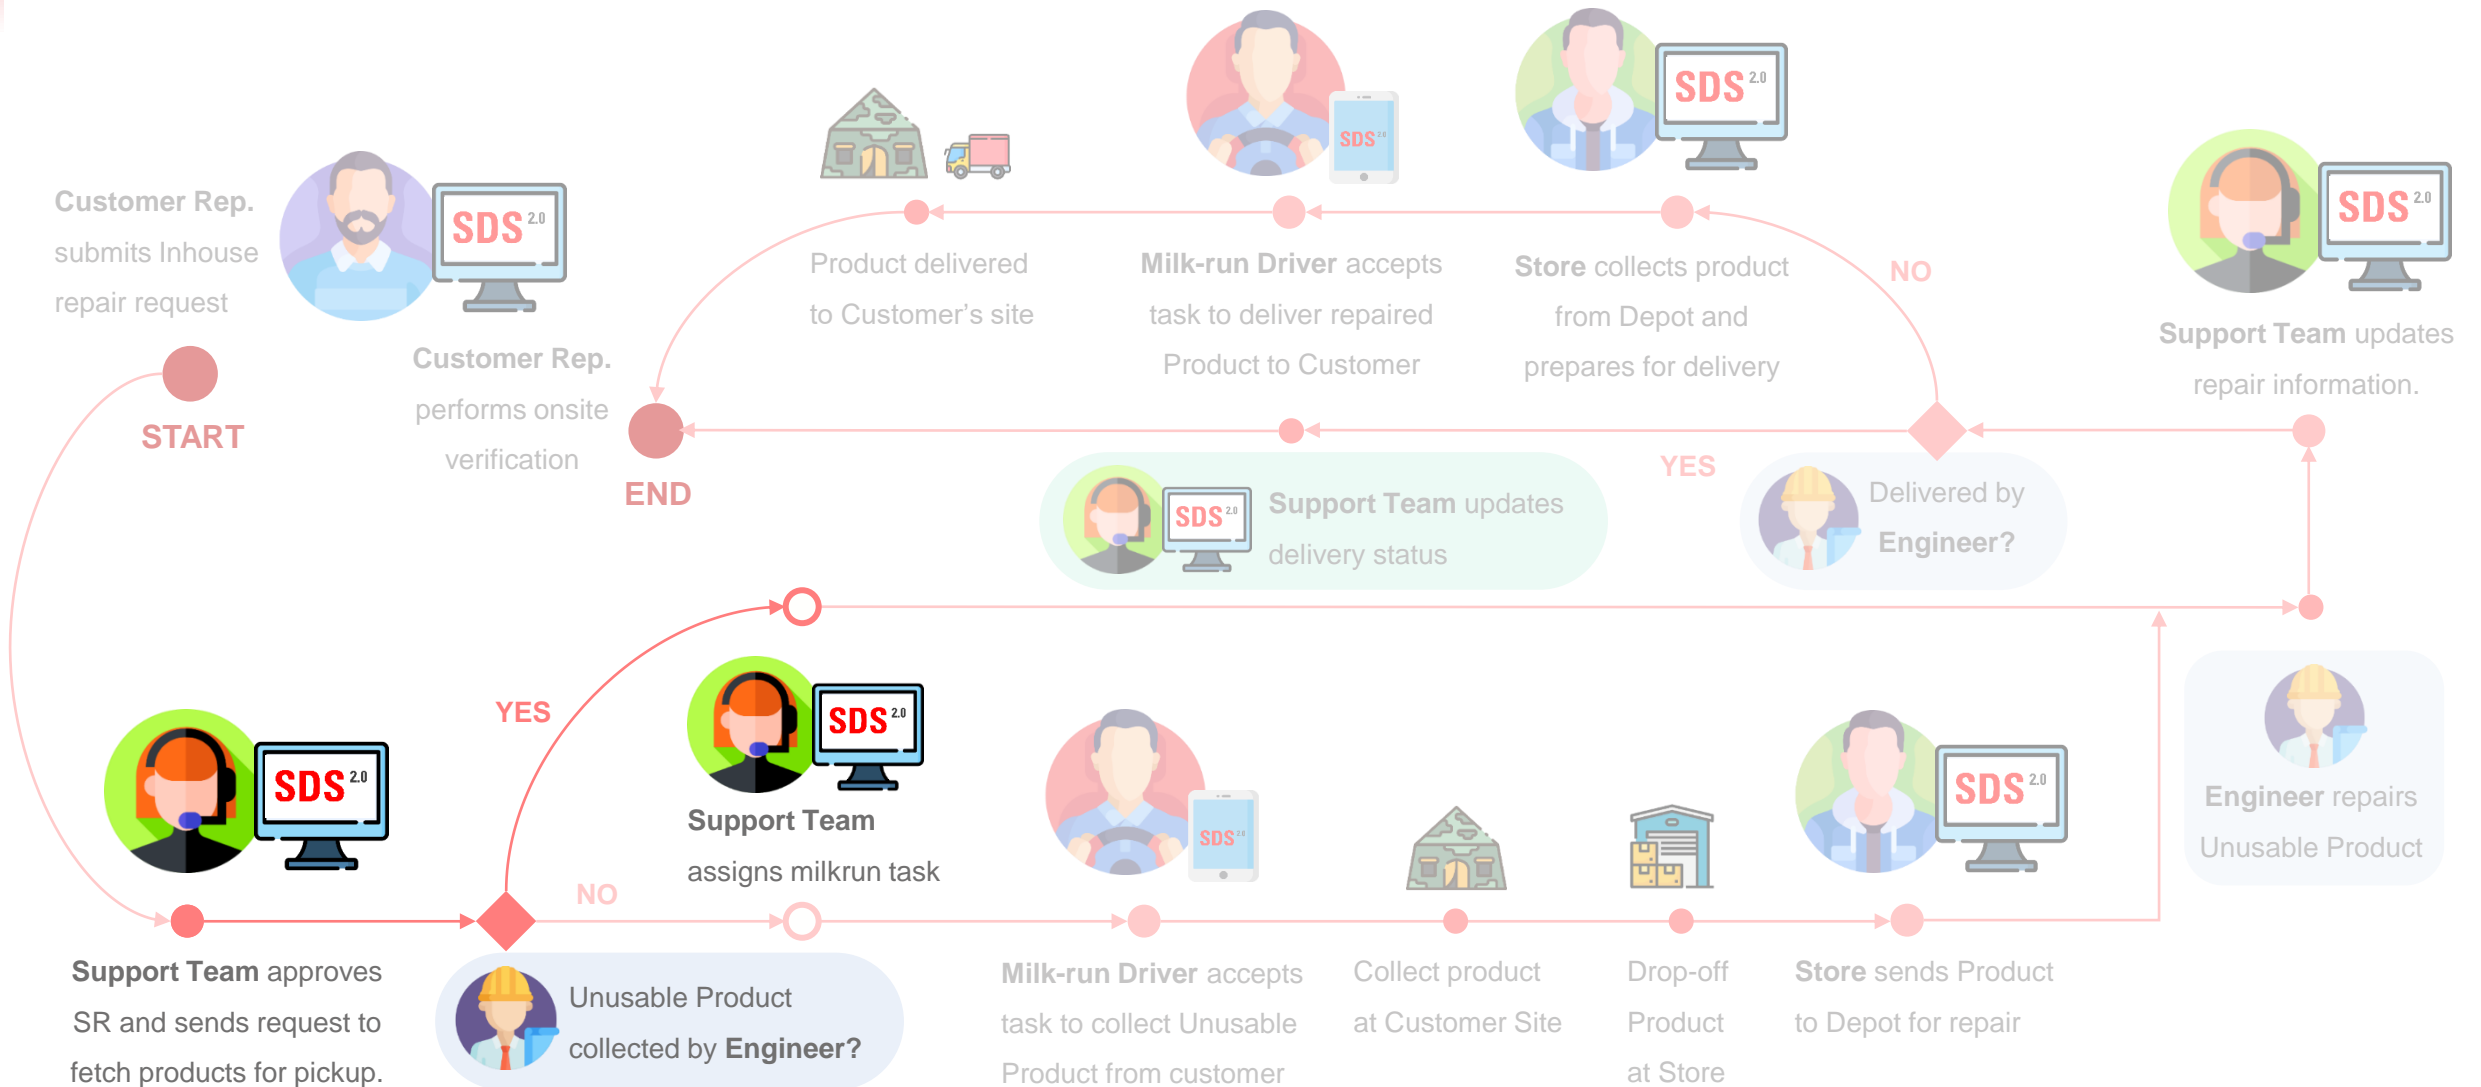 Customer Rep.
submits Inhouse
repair request
SDS 2.0
START
Customer Rep.
performs onsite
verification
END
Product delivered
to Customer's site
SDS 2.0
Milk-run Driver accepts
task to deliver repaired
Product to Customer
SDS 2.0
Store collects product
from Depot and
prepares for delivery
NO
SDS 2.0
Support Team updates
repair information.
YES
SDS 2.0
Support Team updates
delivery status
Delivered by
Engineer?
YES
SDS 2.0
Support Team
assigns milkrun task
SDS 2.0
Support Team approves
SR and sends request to
fetch products for pickup.
NO
Unusable Product
collected by Engineer?
SDS 2.0
Milk-run Driver accepts
task to collect Unusable
Product from customer
Collect product
at Customer Site
Drop-off
Product
at Store
SDS 2.0
Store sends Product
to Depot for repair
Engineer repairs
Unusable Product